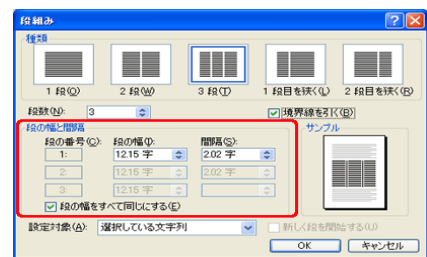 段組み
種類
1 段(O) 2 段(W) 3 段(T) 1 段目を狭く(L) 2 段目を狭く(R)
段数(N): 3 境界線を引く(B)
段の幅と間隔 サンプル
段の番号(C): 段の幅(I): 間隔(S):
1: 12.15 字 2.02 字
2: 12.15 字 2.02 字
3: 12.15 字
段の幅をすべて同じにする(E)
設定対象(A): 選択している文字列 新しく段を開始する(U)
OK キャンセル